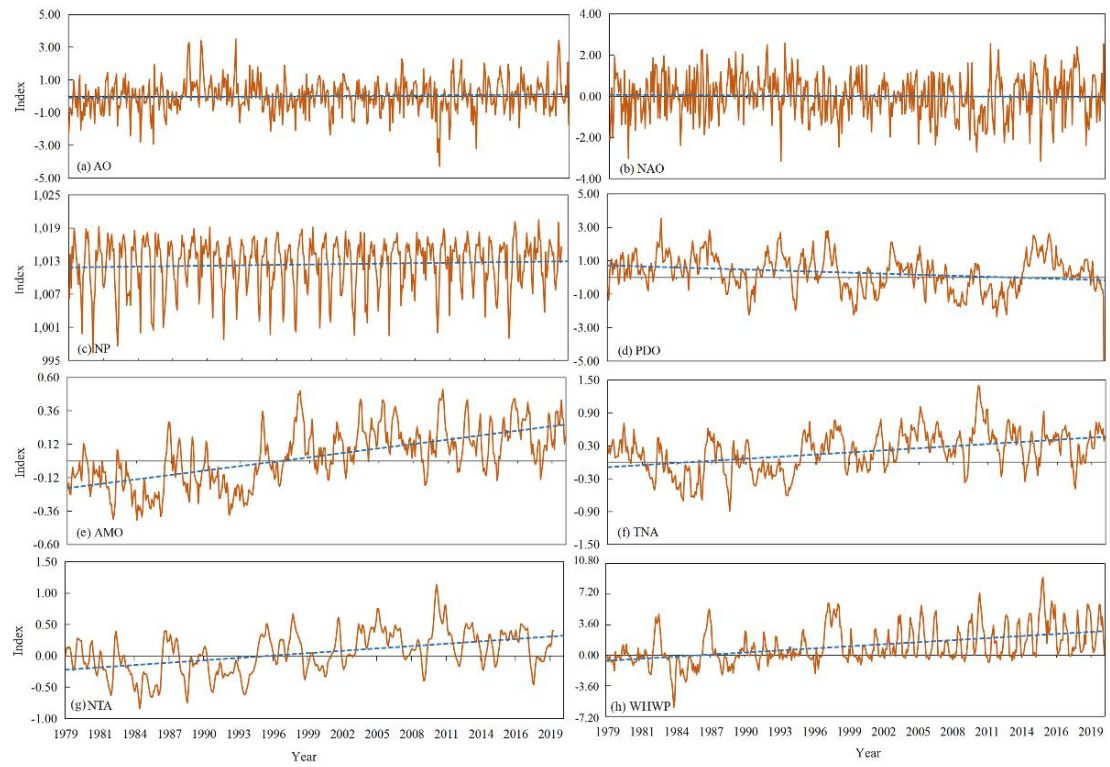 5.00
3.00
1.00
-1.00
-3.00
-5.00
Index
(a) AO
4.00
2.00
0.00
-2.00
-4.00
(b) NAO
1,025
1,019
1,013
1,007
1,001
995
Index
(c) NP
5.00
3.00
1.00
-1.00
-3.00
-5.00
(d) PDO
0.60
0.36
0.12
-0.12
-0.36
-0.60
Index
(e) AMO
1.50
0.90
0.30
-0.30
-0.90
-1.50
(f) TNA
1.50
1.00
0.50
0.00
-0.50
-1.00
Index
(g) NTA
10.80
7.20
3.60
0.00
-3.60
-7.20
(h) WHWP
1979 1981 1984 1987 1990 1993 1996 1999 2002 2005 2008 2010 2013 2016 2019
Year
1979 1981 1984 1987 1990 1993 1996 1999 2002 2005 2008 2010 2013 2016 2019
Year